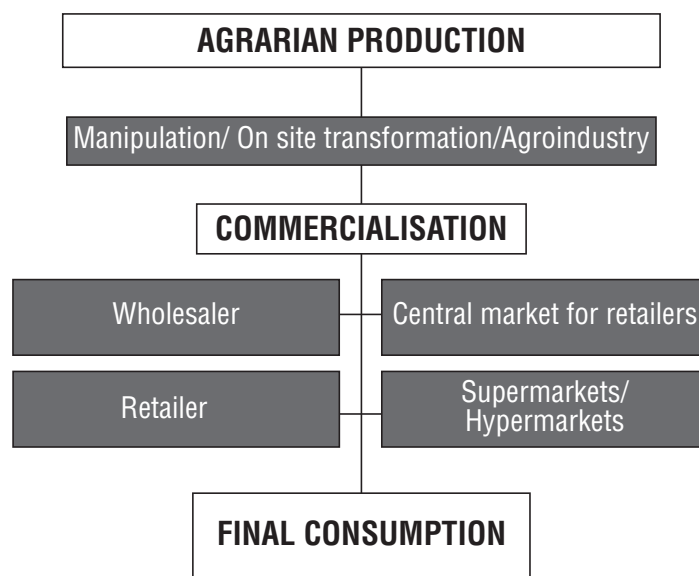 AGRARIAN PRODUCTION
Manipulation/ On site transformation/Agroindustry
COMMERCIALISATION
Wholesaler
Central market for retailers
Retailer
Supermarkets/
Hypermarkets
FINAL CONSUMPTION